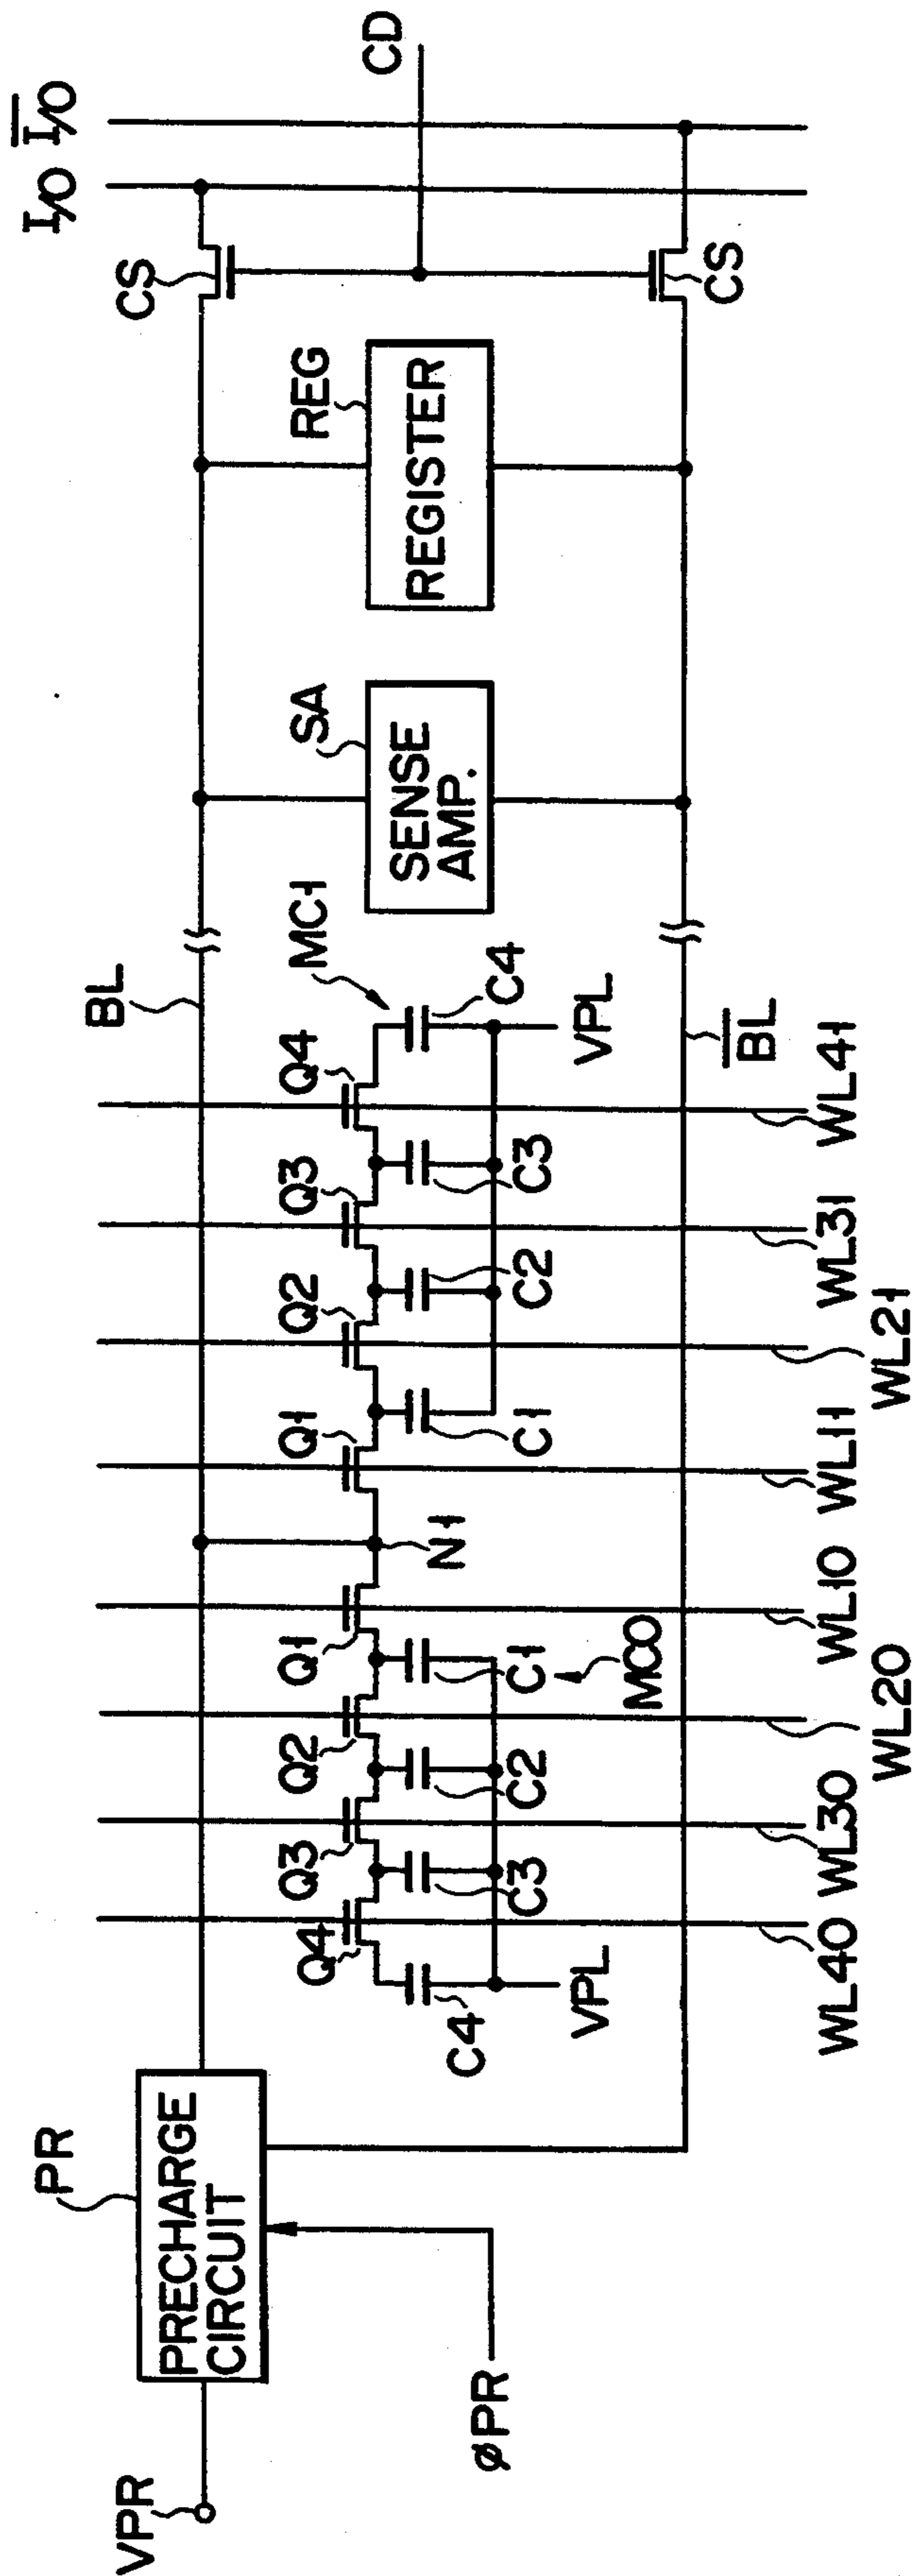 I/O I/O
CS
CD
CS
REG
REGISTER
SA
SENSE
AMP.
BL
MC1
Q4
Q3
Q2
Q1
C4
C3
C2
C1
VPL
BL
WL41
WL31
WL21
WL11
N1
Q1
Q2
Q3
Q4
C1
C2
C3
C4
MC0
VPL
WL10
WL20
WL30
WL40
PR
PRECHARGE
CIRCUIT
VPR
øPR